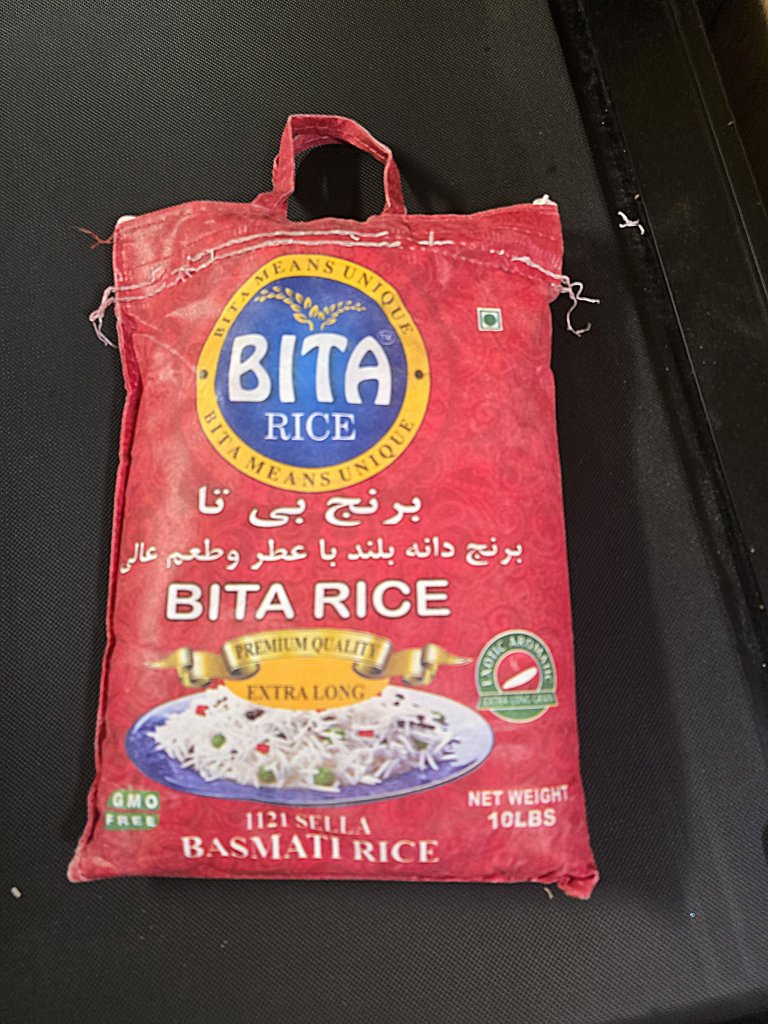 BITA MEANS UNIQUE
BITA
TM
RICE
BITA MEANS UNIQUE
برنج بی تا
برنج دانه بلند با عطر وطعم عالی
BITA RICE
PREMIUM QUALITY
EXTRA LONG
EXOTIC AROMATIC
EXTRA LONG GRAIN
GMO
FREE
NET WEIGHT
10LBS
1121 SELLA
BASMATI RICE